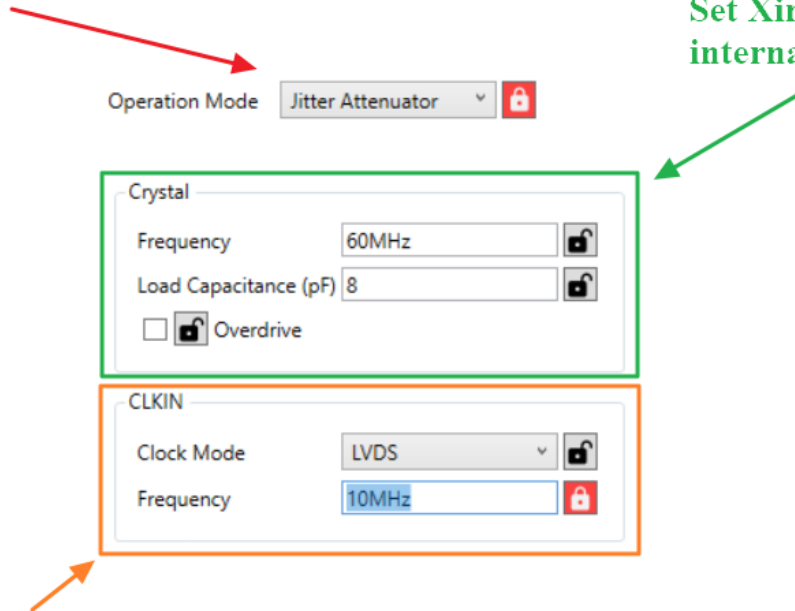 Set
interna
Operation Mode Jitter Attenuator
Crystal
Frequency 60MHz
Load Capacitance (pF) 8
Overdrive
CLKIN
Clock Mode LVDS
Frequency 10MHz